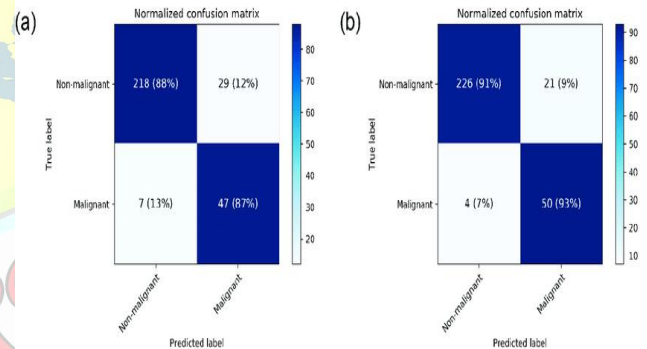 (a)
Normalized confusion matrix
True label
Non-malignant
218 (88%)
29 (12%)
Malignant
7 (13%)
47 (87%)
80
70
60
50
40
30
20
Non-malignant
Malignant
Predicted label
(b)
Normalized confusion matrix
True label
Non-malignant
226 (91%)
21 (9%)
Malignant
4 (7%)
50 (93%)
90
80
70
60
50
40
30
20
10
Non-malignant
Malignant
Predicted label